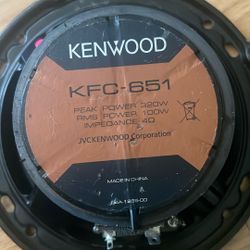 KENWOOD
KFC-651
PEAK POWER 320W
RMS POWER 100W
IMPEDANCE 4Ω
JVCKENWOOD Corporation
MADE IN CHINA